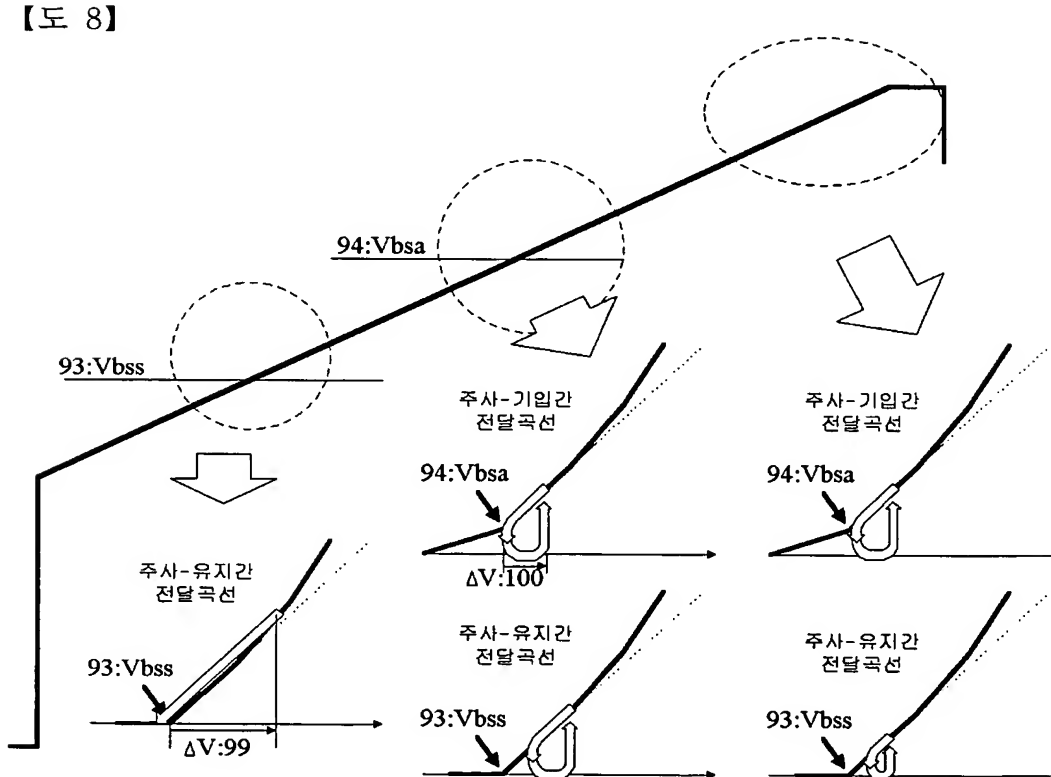 【도 8】
94:Vbsa
93:Vbss
주사-기입간
전달곡선
94:Vbsa
ΔV:100
주사-기입간
전달곡선
94:Vbsa
주사-유지간
전달곡선
93:Vbss
ΔV:99
주사-유지간
전달곡선
93:Vbss
주사-유지간
전달곡선
93:Vbss